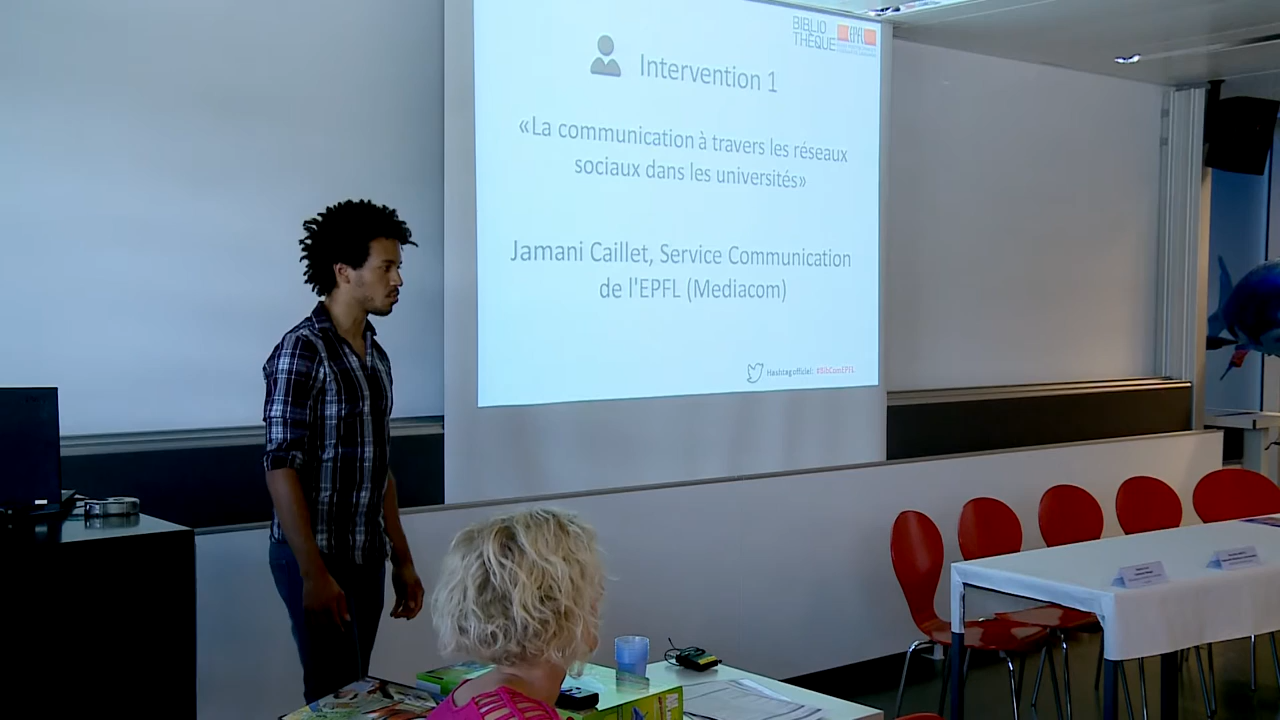 BIBLIO
THÈQUE
EPFL
Intervention 1
«La communication à travers les réseaux
sociaux dans les universités»
Jamani Caillet, Service Communication
de l'EPFL (Mediacom)
Hashtag officiel: #BibComEPFL